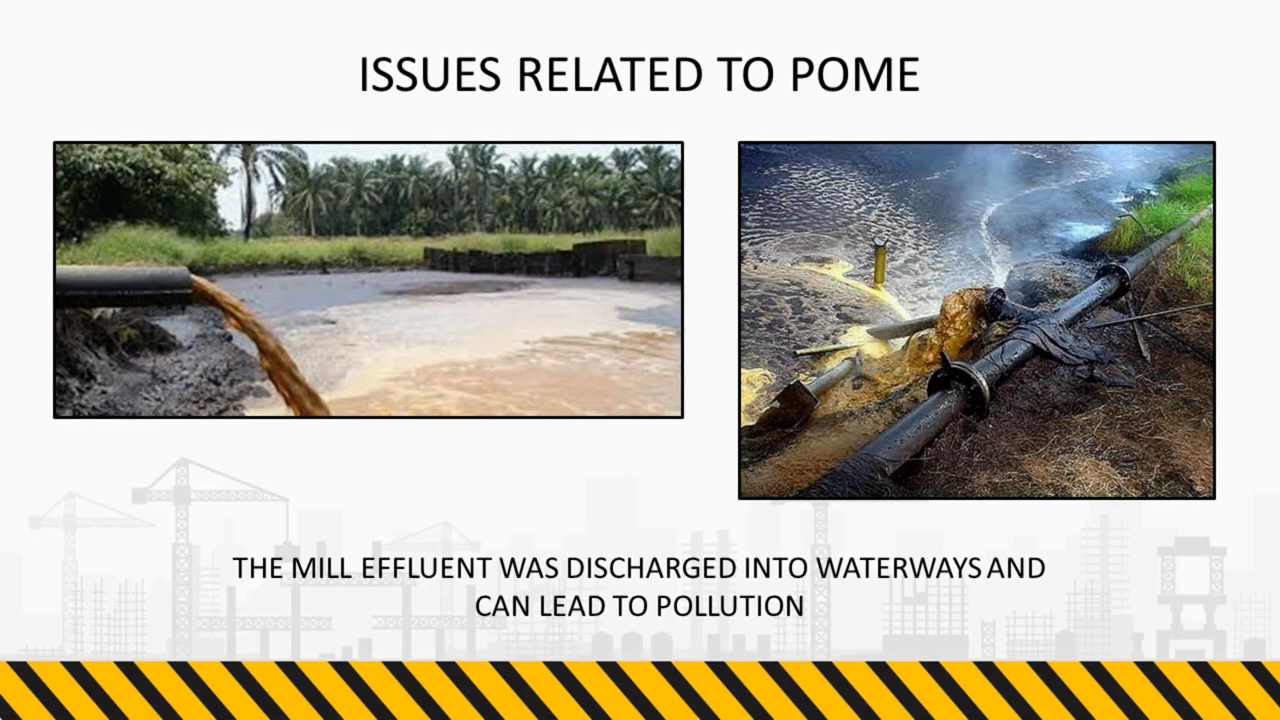 ISSUES RELATED TO POME
THE MILL EFFLUENT WAS DISCHARGED INTO WATERWAYS AND
CAN LEAD TO POLLUTION